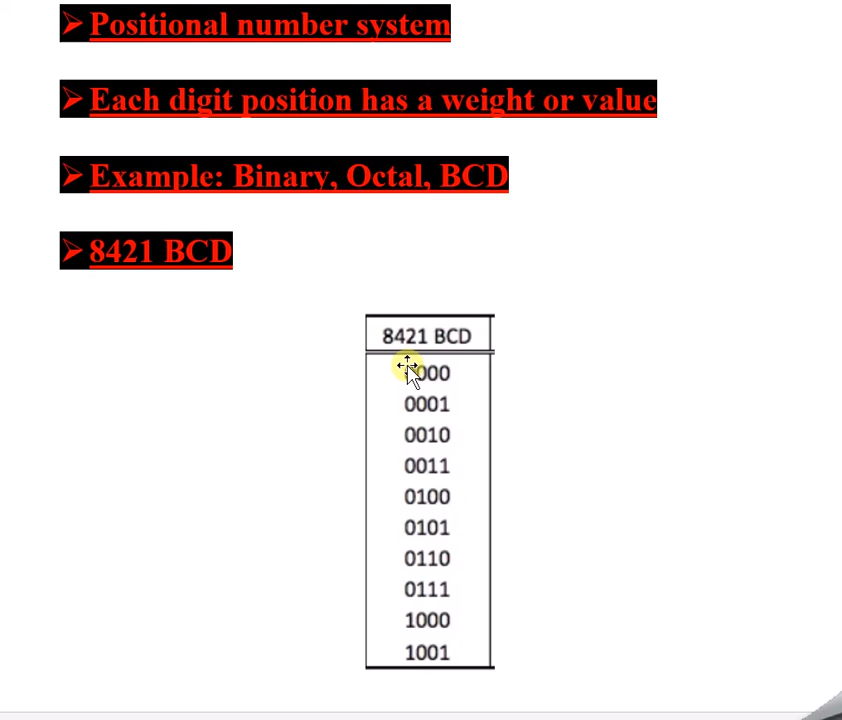 ➢ Positional number system
➢ Each digit position has a weight or value
➢ Example: Binary, Octal, BCD
➢ 8421 BCD
8421 BCD
000
0001
0010
0011
0100
0101
0110
0111
1000
1001